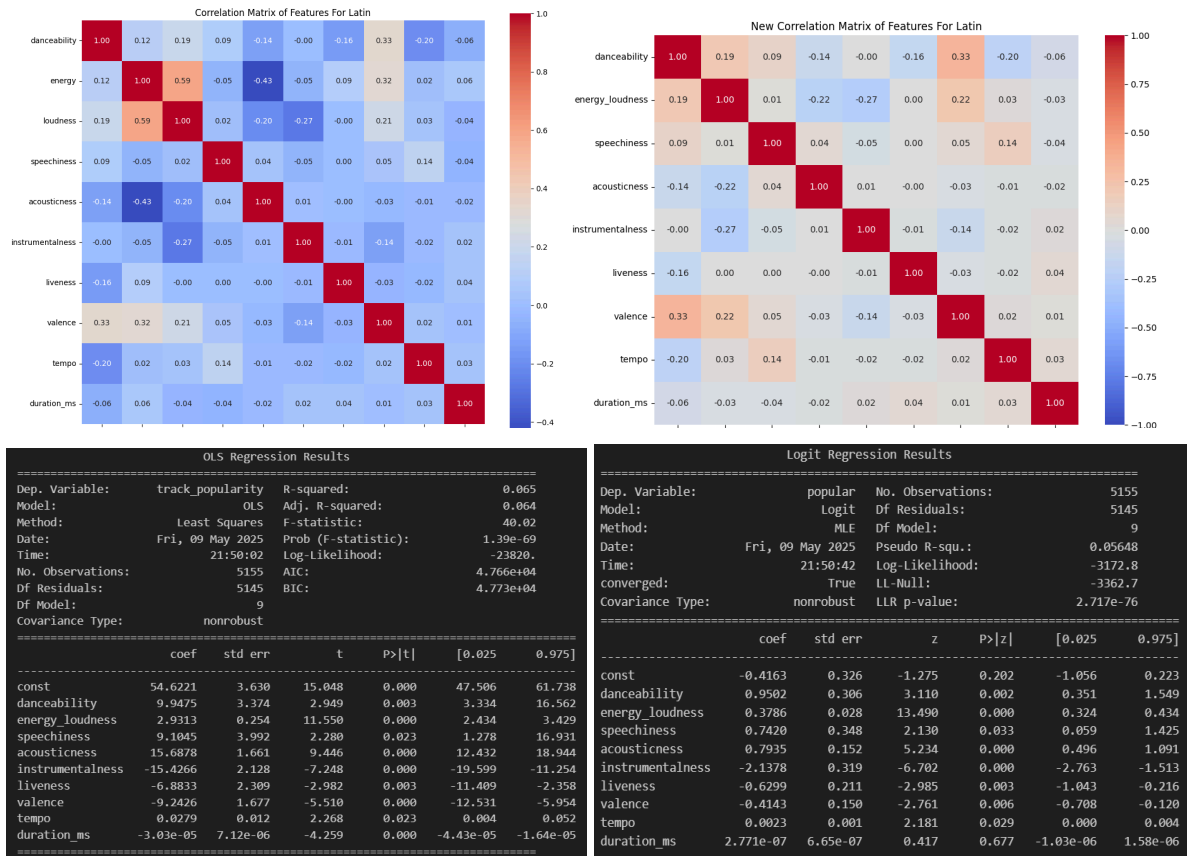 Correlation Matrix of Features For Latin
danceability 1.00 0.12 0.19 0.09 -0.14 -0.00 -0.16 0.33 -0.20 -0.06
energy 0.12 1.00 0.59 -0.05 -0.43 -0.05 0.09 0.32 0.02 0.06
loudness 0.19 0.59 1.00 0.02 -0.20 -0.27 -0.00 0.21 0.03 -0.04
speechiness 0.09 -0.05 0.02 1.00 0.04 -0.05 0.00 0.05 0.14 -0.04
acousticness -0.14 -0.43 -0.20 0.04 1.00 0.01 -0.00 -0.03 -0.01 -0.02
instrumentalness -0.00 -0.05 -0.27 -0.05 0.01 1.00 -0.01 -0.14 -0.02 0.02
liveness -0.16 0.09 -0.00 0.00 -0.00 -0.01 1.00 -0.03 -0.02 0.04
valence 0.33 0.32 0.21 0.05 -0.03 -0.14 -0.03 1.00 0.02 0.01
tempo -0.20 0.02 0.03 0.14 -0.01 -0.02 -0.02 0.02 1.00 0.03
duration_ms -0.06 0.06 -0.04 -0.04 -0.02 0.02 0.04 0.01 0.03 1.00
1.0
0.8
0.6
0.4
0.2
0.0
-0.2
-0.4
New Correlation Matrix of Features For Latin
danceability 1.00 0.19 0.09 -0.14 -0.00 -0.16 0.33 -0.20 -0.06
energy_loudness 0.19 1.00 0.01 -0.22 -0.27 0.00 0.22 0.03 -0.03
speechiness 0.09 0.01 1.00 0.04 -0.05 0.00 0.05 0.14 -0.04
acousticness -0.14 -0.22 0.04 1.00 0.01 -0.00 -0.03 -0.01 -0.02
instrumentalness -0.00 -0.27 -0.05 0.01 1.00 -0.01 -0.14 -0.02 0.02
liveness -0.16 0.00 0.00 -0.00 -0.01 1.00 -0.03 -0.02 0.04
valence 0.33 0.22 0.05 -0.03 -0.14 -0.03 1.00 0.02 0.01
tempo -0.20 0.03 0.14 -0.01 -0.02 -0.02 0.02 1.00 0.03
duration_ms -0.06 -0.03 -0.04 -0.02 0.02 0.04 0.01 0.03 1.00
1.00
0.75
0.50
0.25
0.00
-0.25
-0.50
-0.75
-1.00
OLS Regression Results
==============================================================================
Dep. Variable: track_popularity R-squared: 0.065
Model: OLS Adj. R-squared: 0.064
Method: Least Squares F-statistic: 40.02
Date: Fri, 09 May 2025 Prob (F-statistic): 1.39e-69
Time: 21:50:02 Log-Likelihood: -23820.
No. Observations: 5155 AIC: 4.766e+04
Df Residuals: 5145 BIC: 4.773e+04
Df Model: 9
Covariance Type: nonrobust
==============================================================================
coef std err t P>|t| [0.025 0.975]
------------------------------------------------------------------------------
const 54.6221 3.630 15.048 0.000 47.506 61.738
danceability 9.9475 3.374 2.949 0.003 3.334 16.562
energy_loudness 2.9313 0.254 11.550 0.000 2.434 3.429
speechiness 9.1045 3.992 2.280 0.023 1.278 16.931
acousticness 15.6878 1.661 9.446 0.000 12.432 18.944
instrumentalness -15.4266 2.128 -7.248 0.000 -19.599 -11.254
liveness -6.8833 2.309 -2.982 0.003 -11.409 -2.358
valence -9.2426 1.677 -5.510 0.000 -12.531 -5.954
tempo 0.0279 0.012 2.268 0.023 0.004 0.052
duration_ms -3.03e-05 7.12e-06 -4.259 0.000 -4.43e-05 -1.64e-05
==============================================================================
Logit Regression Results
==============================================================================
Dep. Variable: popular No. Observations: 5155
Model: Logit Df Residuals: 5145
Method: MLE Df Model: 9
Date: Fri, 09 May 2025 Pseudo R-squ.: 0.05648
Time: 21:50:42 Log-Likelihood: -3172.8
converged: True LL-Null: -3362.7
Covariance Type: nonrobust LLR p-value: 2.717e-76
==============================================================================
coef std err z P>|z| [0.025 0.975]
------------------------------------------------------------------------------
const -0.4163 0.326 -1.275 0.202 -1.056 0.223
danceability 0.9502 0.306 3.110 0.002 0.351 1.549
energy_loudness 0.3786 0.028 13.490 0.000 0.324 0.434
speechiness 0.7420 0.348 2.130 0.033 0.059 1.425
acousticness 0.7935 0.152 5.234 0.000 0.496 1.091
instrumentalness -2.1378 0.319 -6.702 0.000 -2.763 -1.513
liveness -0.6299 0.211 -2.985 0.003 -1.043 -0.216
valence -0.4143 0.150 -2.761 0.006 -0.708 -0.120
tempo 0.0023 0.001 2.181 0.029 0.000 0.004
duration_ms 2.771e-07 6.65e-07 0.417 0.677 -1.03e-06 1.58e-06